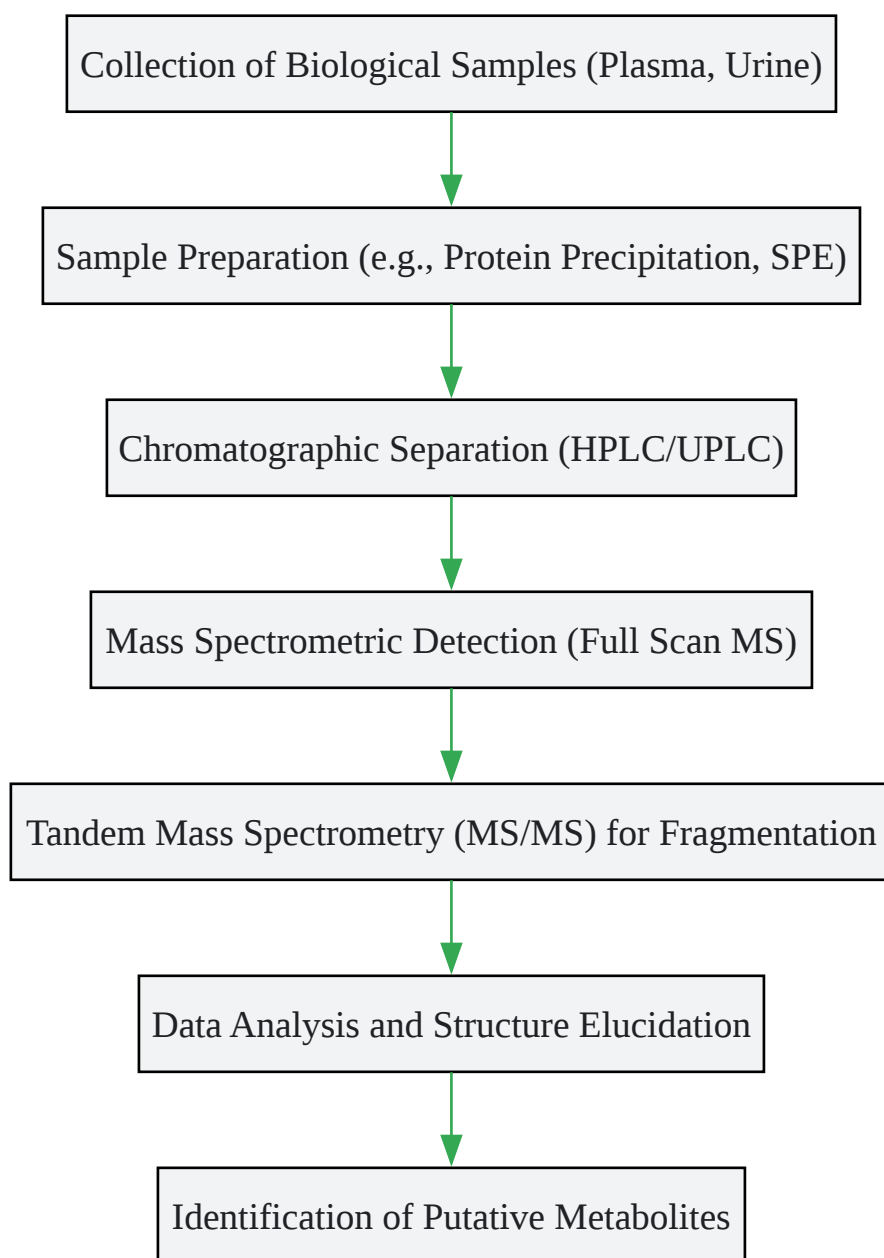 Collection of Biological Samples (Plasma, Urine)
Sample Preparation (e.g., Protein Precipitation, SPE)
Chromatographic Separation (HPLC/UPLC)
Mass Spectrometric Detection (Full Scan MS)
Tandem Mass Spectrometry (MS/MS) for Fragmentation
Data Analysis and Structure Elucidation
Identification of Putative Metabolites